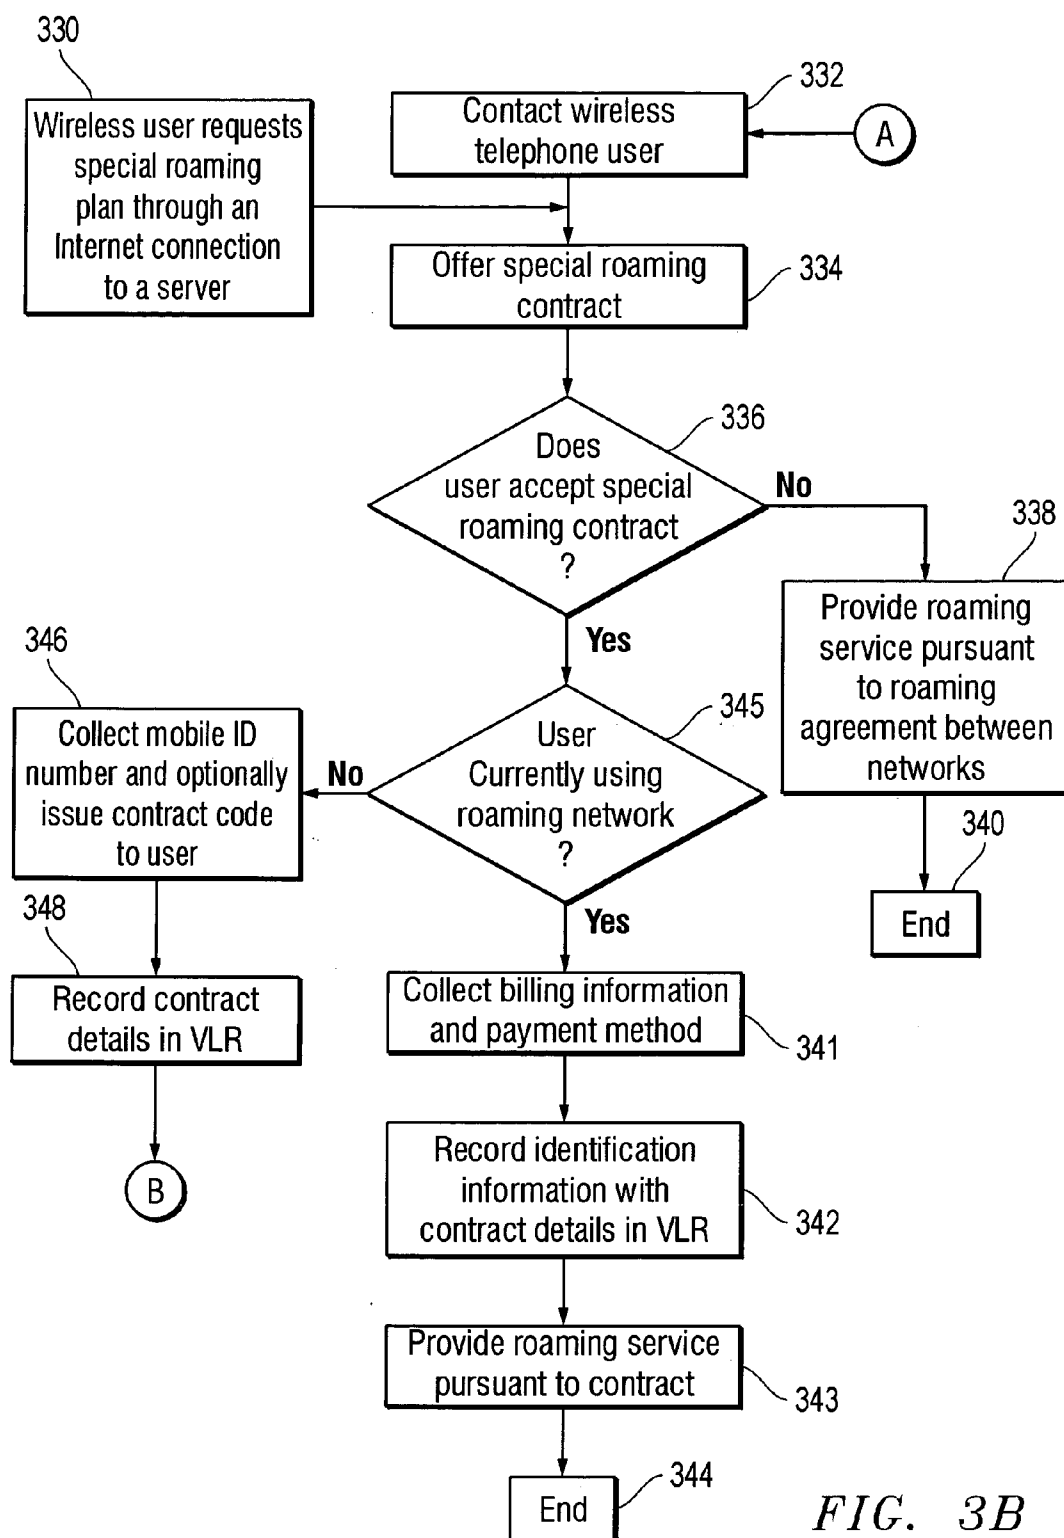 330
Wireless user requests
special roaming
plan through an
Internet connection
to a server
332
Contact wireless
telephone user
A
Offer special roaming
contract
334
336
Does
user accept special
roaming contract
?
No
Yes
338
Provide roaming
service pursuant
to roaming
agreement between
networks
340
End
345
User
Currently using
roaming network
?
No
Yes
346
Collect mobile ID
number and optionally
issue contract code
to user
348
Record contract
details in VLR
B
Collect billing information
and payment method
341
Record identification
information with
contract details in VLR
342
Provide roaming service
pursuant to contract
343
End
344
FIG. 3B